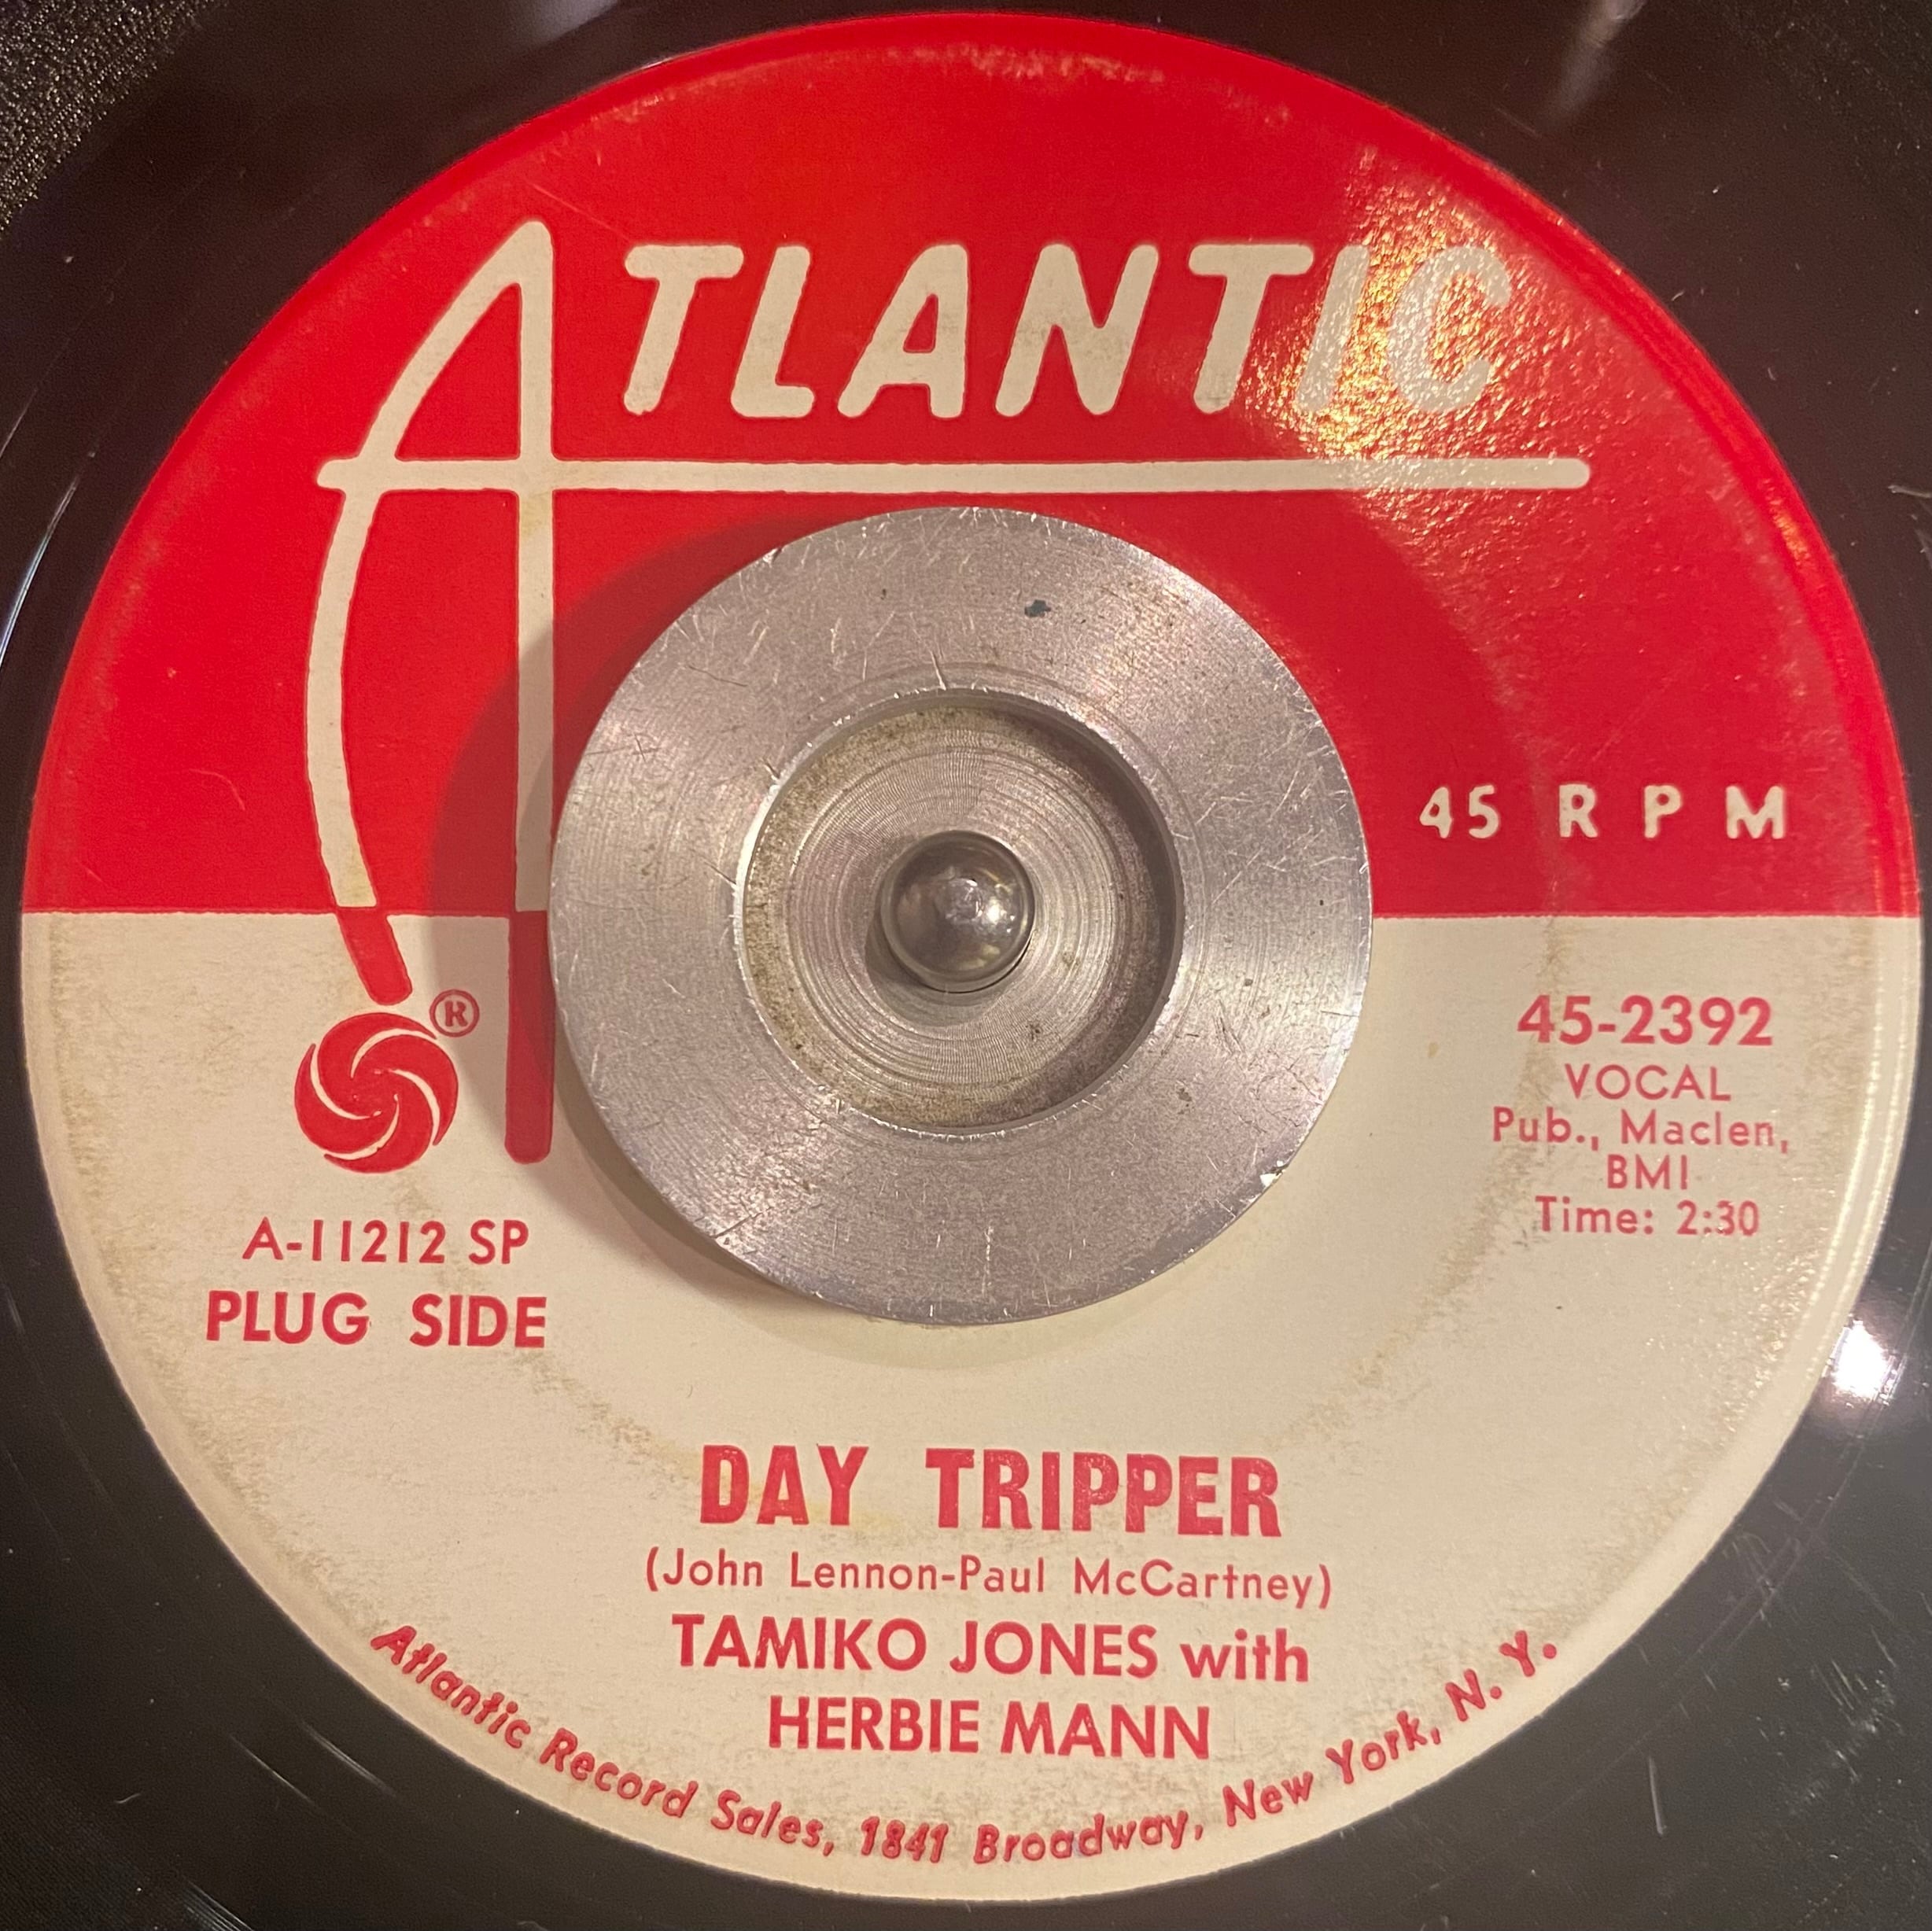 ATLANTIC
45 RPM
®
45-2392
VOCAL
Pub., Maclen,
BMI
Time: 2:30
A-11212 SP
PLUG SIDE
DAY TRIPPER
(John Lennon-Paul McCartney)
TAMIKO JONES with
HERBIE MANN
Atlantic Record Sales, 1841 Broadway, New York, N. Y.